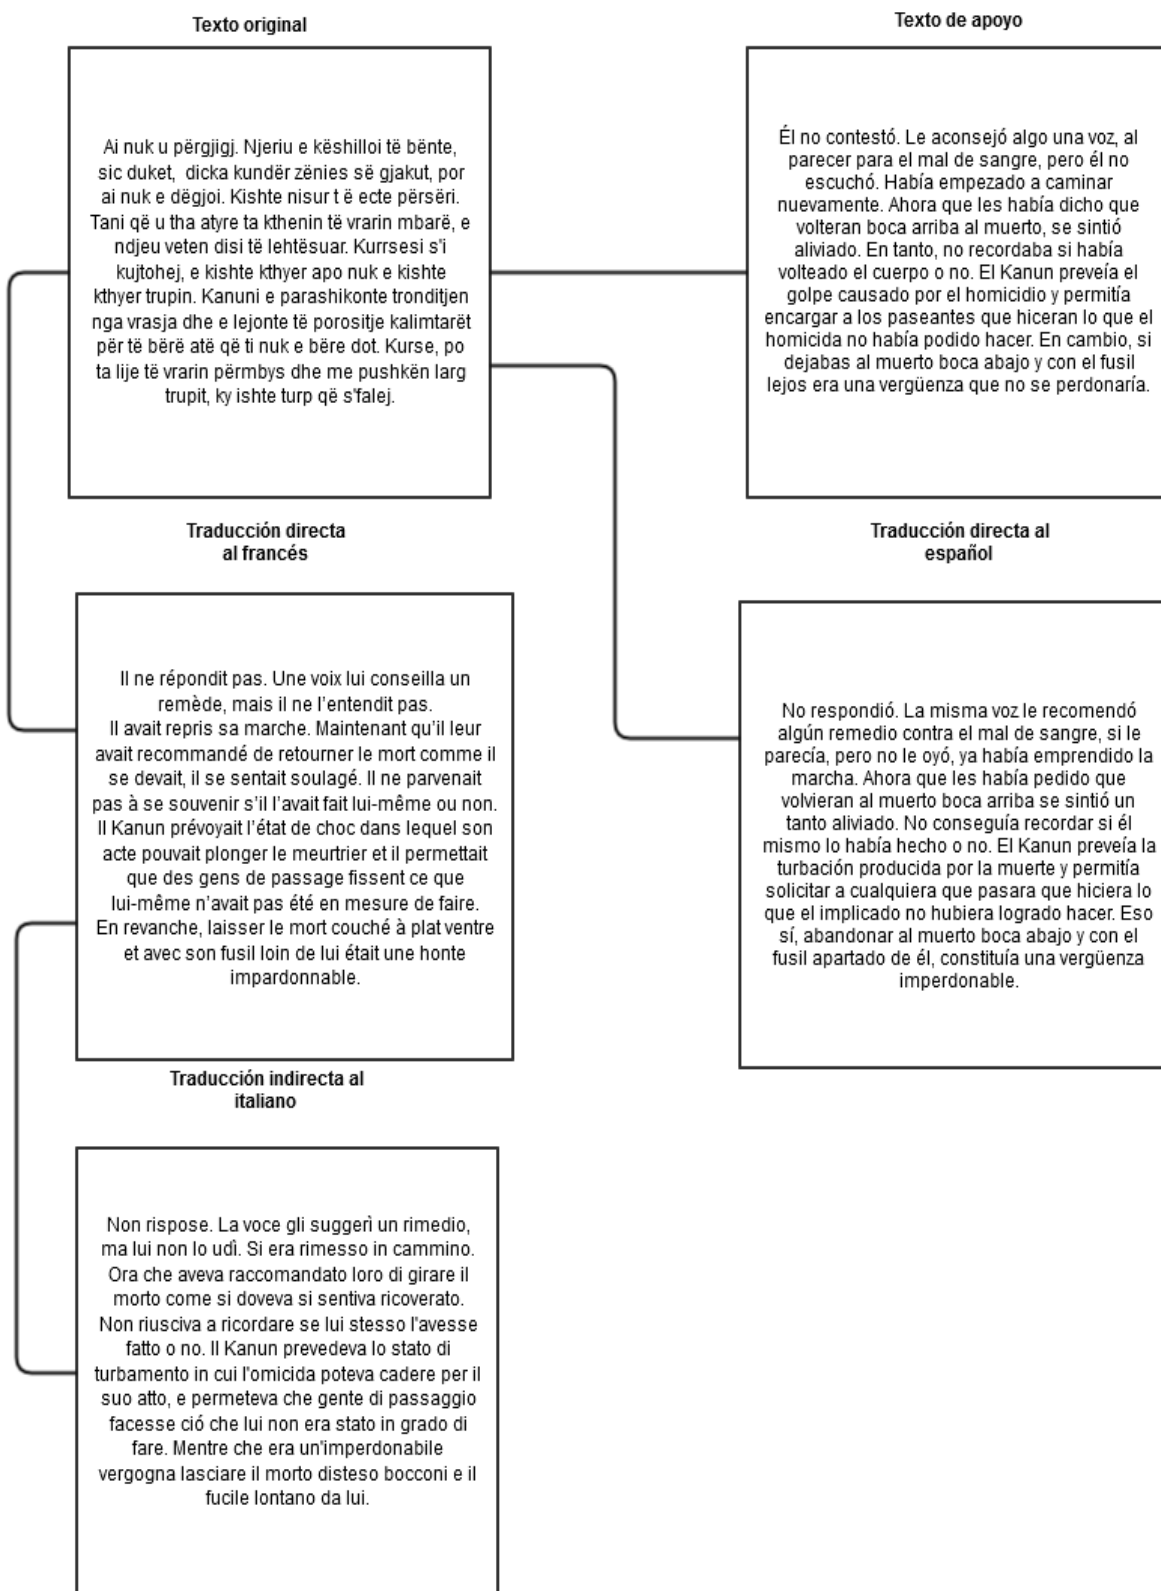 Texto original
Ai nuk u përgjigj. Njeriu e këshilloi të bënte,
sic duket, dicka kundër zënies së gjakut, por
ai nuk e dëgjoi. Kishte nisur t ë ecte përsëri.
Tani që u tha atyre ta kthenin të vrarin mbarë, e
ndjeu veten disi të lehtësuar. Kurrsesi s'i
kujtohej, e kishte kthyer apo nuk e kishte
kthyer trupin. Kanuni e parashikonte tronditjen
nga vrasja dhe e lejonte të porositje kalimtarët
për të bërë atë që ti nuk e bëre dot. Kurse, po
ta lije të vrarin përmbys dhe me pushkën larg
trupit, ky ishte turp që s'falej.
Texto de apoyo
Él no contestó. Le aconsejó algo una voz, al
parecer para el mal de sangre, pero él no
escuchó. Había empezado a caminar
nuevamente. Ahora que les había dicho que
volteran boca arriba al muerto, se sintió
aliviado. En tanto, no recordaba si había
volteado el cuerpo o no. El Kanun preveía el
golpe causado por el homicidio y permitía
encargar a los paseantes que hiceran lo que el
homicida no había podido hacer. En cambio, si
dejabas al muerto boca abajo y con el fusil
lejos era una vergüenza que no se perdonaría.
Traducción directa
al francés
Il ne répondit pas. Une voix lui conseilla un
remède, mais il ne l'entendit pas.
Il avait repris sa marche. Maintenant qu'il leur
avait recommandé de retourner le mort comme il
se devait, il se sentait soulagé. Il ne parvenait
pas à se souvenir s'il l'avait fait lui-même ou non.
Il Kanun prévoyait l'état de choc dans lequel son
acte pouvait plonger le meurtrier et il permettait
que des gens de passage fissent ce que
lui-même n'avait pas été en mesure de faire.
En revanche, laisser le mort couché à plat ventre
et avec son fusil loin de lui était une honte
impardonnable.
Traducción directa al
español
No respondió. La misma voz le recomendó
algún remedio contra el mal de sangre, si le
parecía, pero no le oyó, ya había emprendido la
marcha. Ahora que les había pedido que
volvieran al muerto boca arriba se sintió un
tanto aliviado. No conseguía recordar si él
mismo lo había hecho o no. El Kanun preveía la
turbación producida por la muerte y permitía
solicitar a cualquiera que pasara que hiciera lo
que el implicado no hubiera logrado hacer. Eso
sí, abandonar al muerto boca abajo y con el
fusil apartado de él, constituía una vergüenza
imperdonable.
Traducción indirecta al
italiano
Non rispose. La voce gli suggerì un rimedio,
ma lui non lo udì. Si era rimesso in cammino.
Ora che aveva raccomandato loro di girare il
morto come si doveva si sentiva ricoverato.
Non riusciva a ricordare se lui stesso l'avesse
fatto o no. Il Kanun prevedeva lo stato di
turbamento in cui l'omicida poteva cadere per il
suo atto, e permeteva che gente di passaggio
facesse ció che lui non era stato in grado di
fare. Mentre che era un'imperdonabile
vergogna lasciare il morto disteso bocconi e il
fucile lontano da lui.